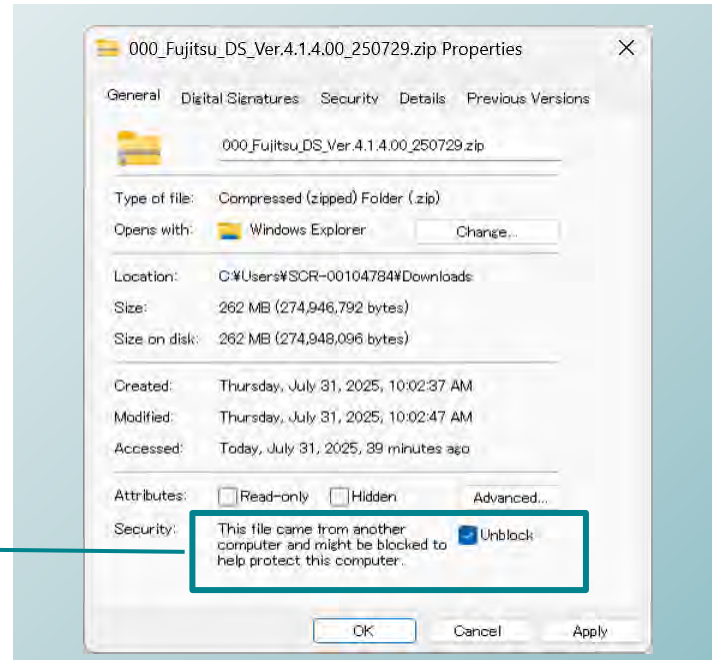 000_Fujitsu_DS_Ver.4.1.4.00_250729.zip Properties
General Digital Signatures Security Details Previous Versions
000_Fujitsu_DS_Ver.4.1.4.00_250729.zip
Type of file: Compressed (zipped) Folder (.zip)
Opens with: Windows Explorer Change...
Location: C:¥Users¥SCR-00104784¥Downloads
Size: 262 MB (274,946,792 bytes)
Size on disk: 262 MB (274,948,096 bytes)
Created: Thursday, July 31, 2025, 10:02:37 AM
Modified: Thursday, July 31, 2025, 10:02:47 AM
Accessed: Today, July 31, 2025, 39 minutes ago
Attributes: Read-only Hidden Advanced...
Security: This file came from another
computer and might be blocked to Unblock
help protect this computer.
OK Cancel Apply